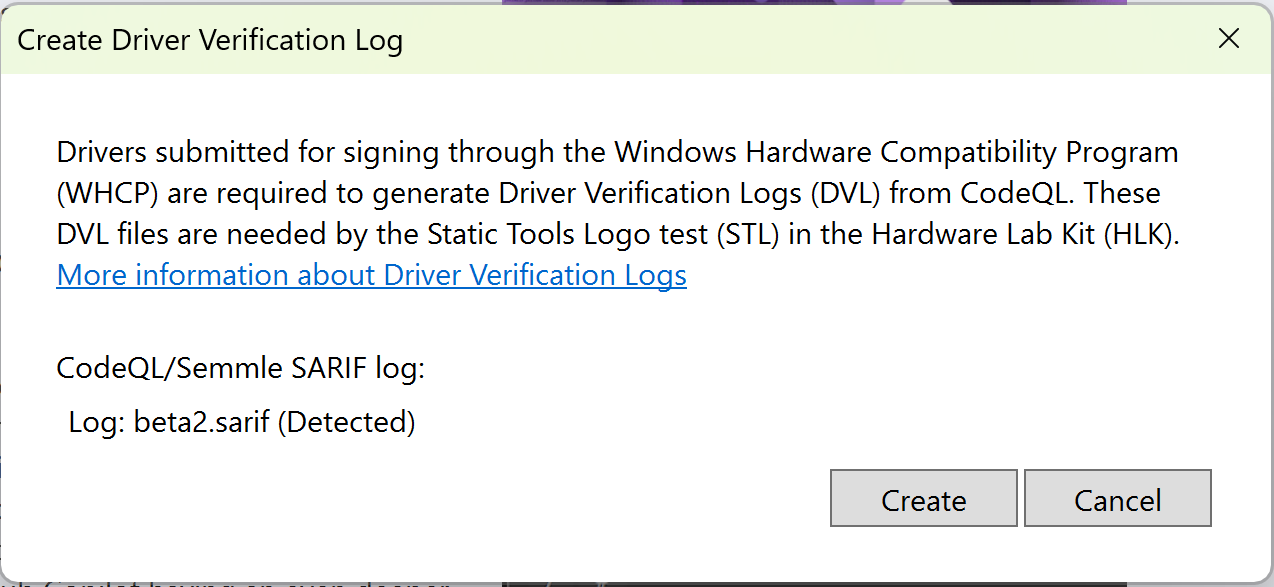 Create Driver Verification Log
Drivers submitted for signing through the Windows Hardware Compatibility Program
(WHCP) are required to generate Driver Verification Logs (DVL) from CodeQL. These
DVL files are needed by the Static Tools Logo test (STL) in the Hardware Lab Kit (HLK).
More information about Driver Verification Logs
CodeQL/Semmle SARIF log:
Log: beta2.sarif (Detected)
Create
Cancel